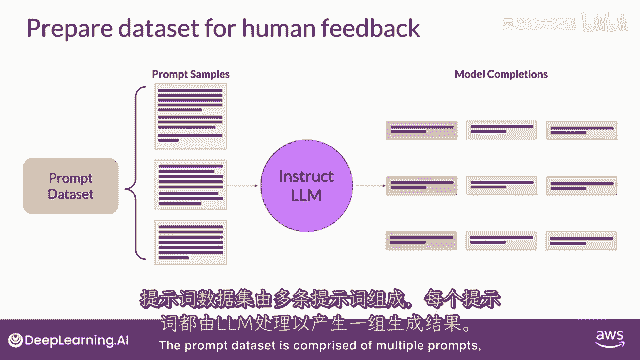 Prepare dataset for human feedback
Prompt Samples
Model Completions
Prompt
Dataset
Instruct
LLM
提示词数据集由多条提示词组成，每个提示
词都由LLM处理以产生一组生成结果。
The prompt dataset is comprised of multiple prompts,
DeepLearning.AI
aws